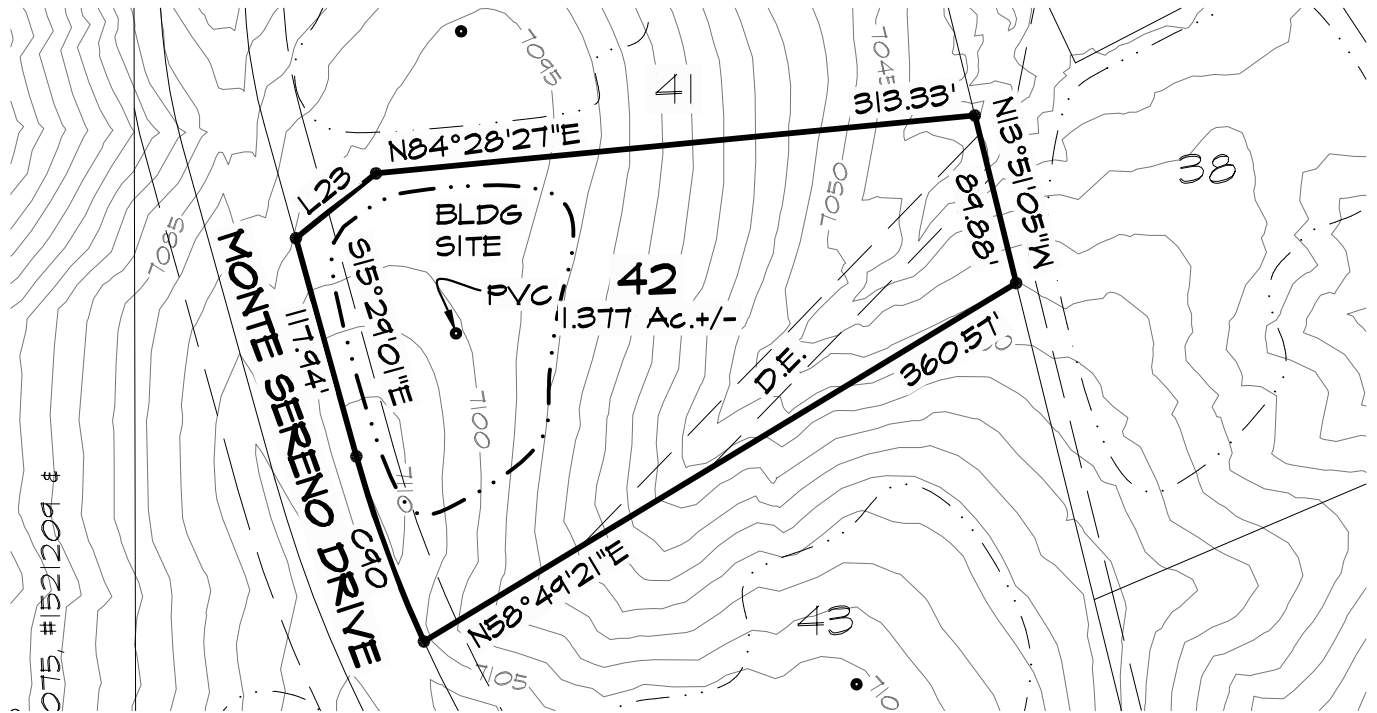 7095
41
7045
313.33'
N84°28'27"E
N13°51'05"W
38
L23
89.88'
7050
BLDG
SITE
7085
MONTE SERENO DRIVE
S15°29'01"E
PVC
42
1.377 Ac.+/-
117.94'
360.57'
D.E.
7100
7110
075, #1521209 &
C90
N58°49'21"E
43
7105
710